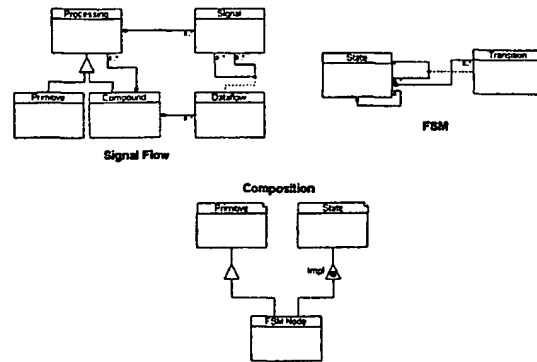 Processing
Signal
Primitive
Compound
Dataflow
Signal Flow
State
Transition
FSM
Composition
Primitive
State
Impl
FSM Node